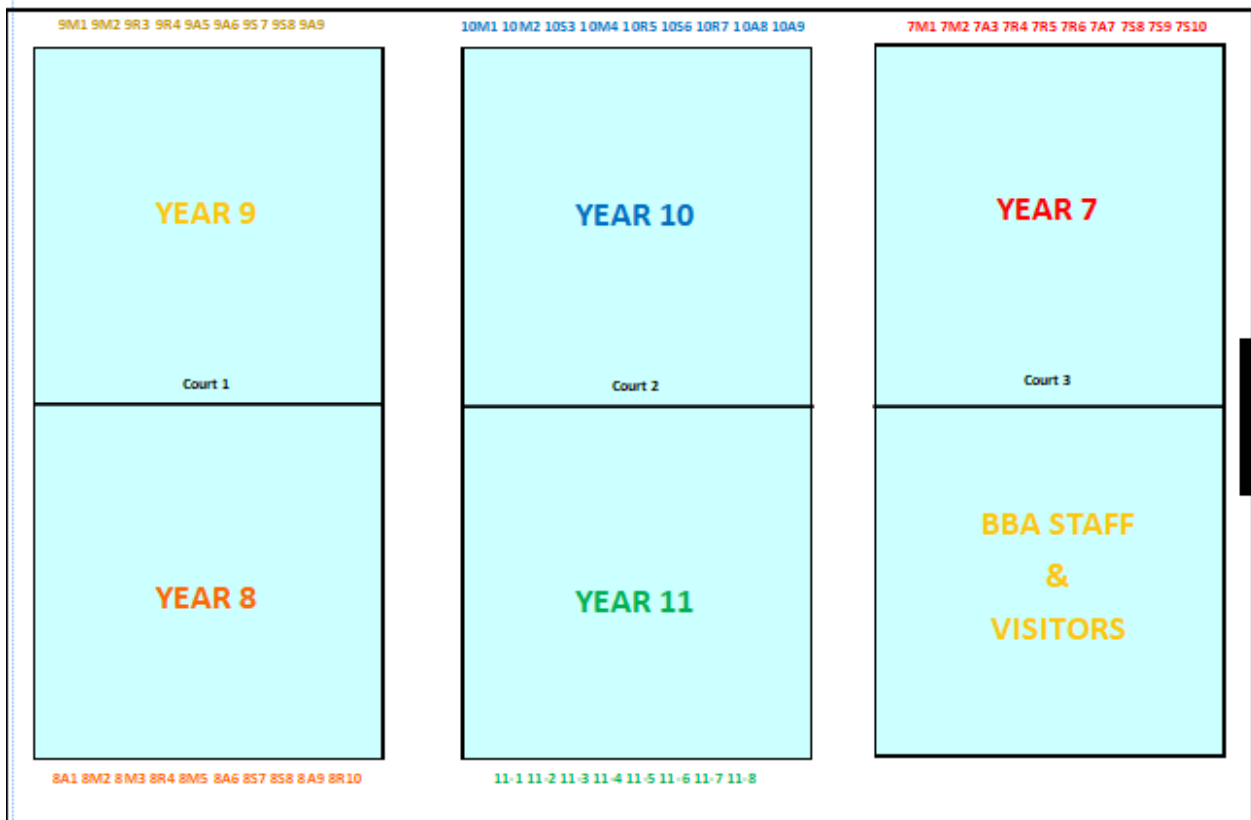 9M1 9M2 9R3 9R4 9A5 9A6 9S7 9S8 9A9
10M1 10M2 10S3 10M4 10R5 10S6 10R7 10A8 10A9
7M1 7M2 7A3 7R4 7R5 7R6 7A7 7S8 7S9 7S10
YEAR 9
YEAR 10
YEAR 7
Court 1
Court 2
Court 3
YEAR 8
YEAR 11
BBA STAFF
&
VISITORS
8A1 8M2 8M3 8R4 8M5 8A6 8S7 8S8 8A9 8R10
11-1 11-2 11-3 11-4 11-5 11-6 11-7 11-8